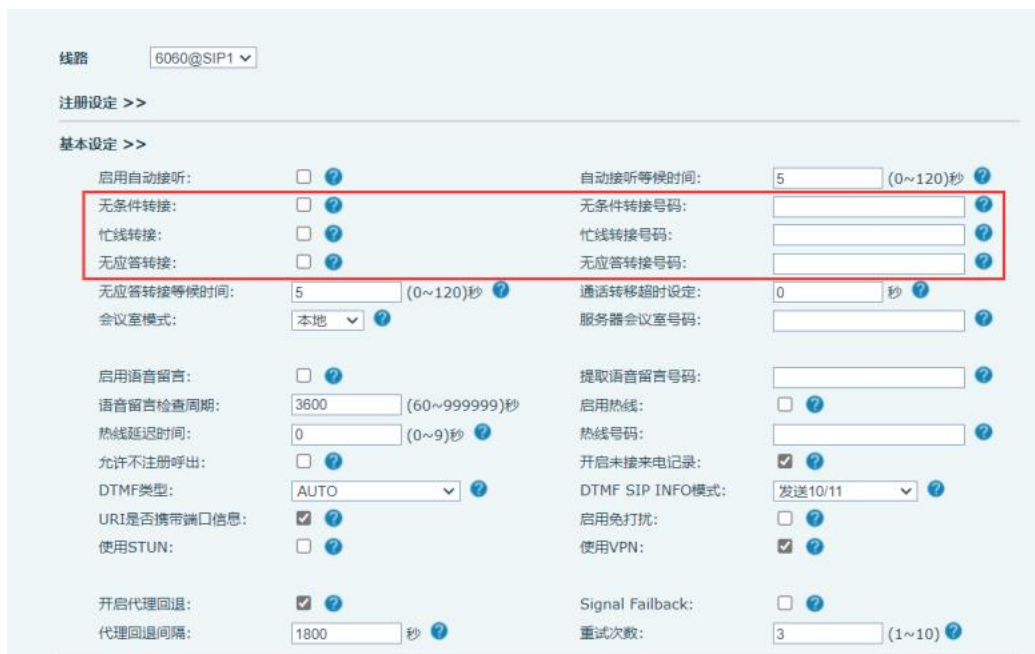 线路 6060@SIP1
注册设定 >>
基本设定 >>
启用自动接听: 自动接听等候时间: 5 (0~120)秒
无条件转接: 无条件转接号码:
忙线转接: 忙线转接号码:
无应答转接: 无应答转接号码:
无应答转接等候时间: 5 (0~120)秒 通话转移超时设定: 0 秒
会议室模式: 本地 服务器会议室号码:
启用语音留言: 提取语音留言号码:
语音留言检查周期: 3600 (60~999999)秒 启用热线:
热线延迟时间: 0 (0~9)秒 热线号码:
允许不注册呼出: 开启未接来电记录:
DTMF类型: AUTO DTMF SIP INFO模式: 发送10/11
URI是否携带端口信息: 启用免打扰:
使用STUN: 使用VPN:
开启代理回退: Signal Failback:
代理回退间隔: 1800 秒 重试次数: 3 (1~10)